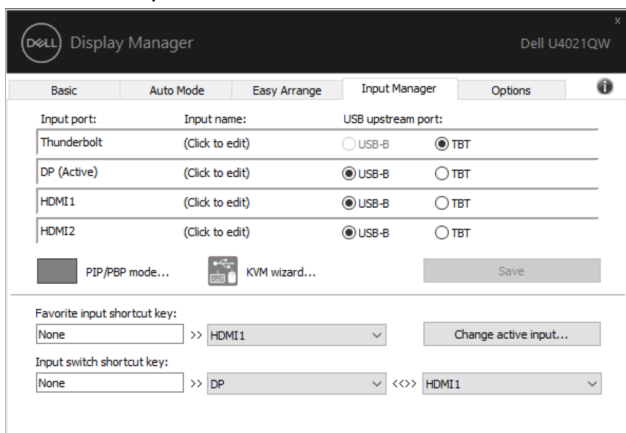 x
DELL Display Manager Dell U4021QW
Basic Auto Mode Easy Arrange Input Manager Options i
Input port: Input name: USB upstream port:
Thunderbolt (Click to edit) USB-B TBT
DP (Active) (Click to edit) USB-B TBT
HDMI1 (Click to edit) USB-B TBT
HDMI2 (Click to edit) USB-B TBT
PIP/PBP mode... KVM wizard... Save
Favorite input shortcut key:
None >> HDMI1 Change active input...
Input switch shortcut key:
None >> DP <<>> HDMI1